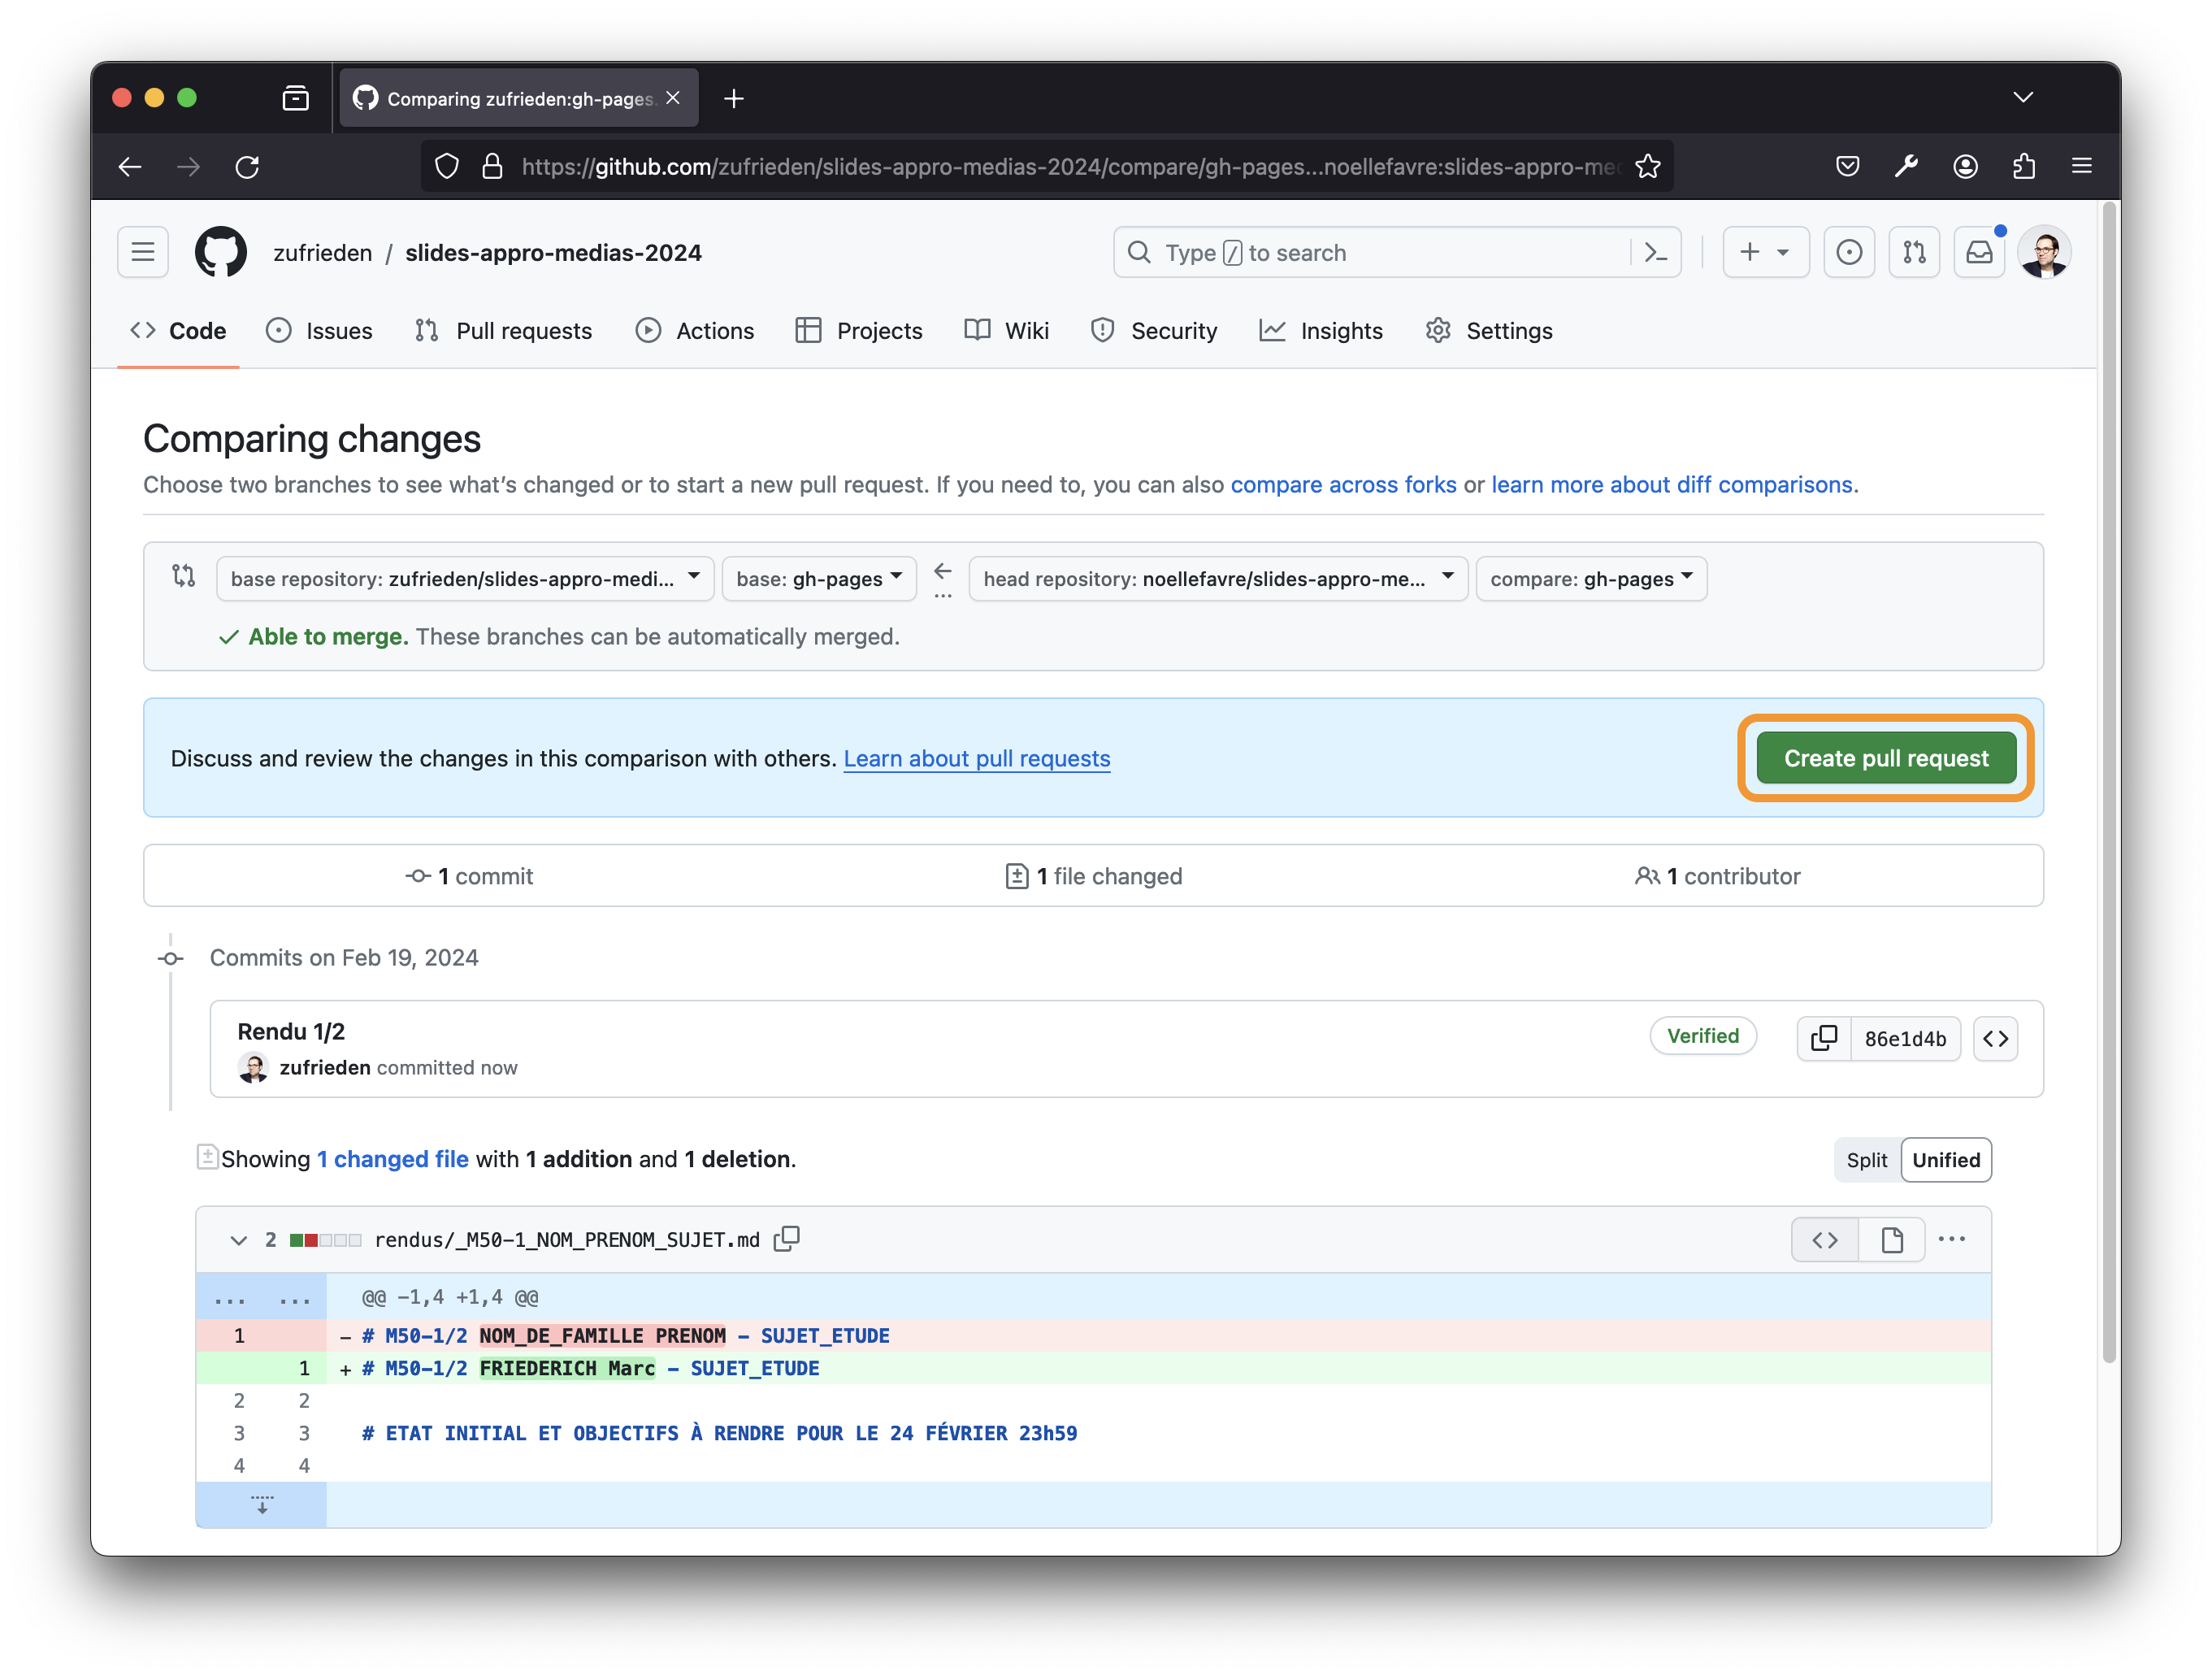 Comparing zufrieden:gh-pages.
https://github.com/zufrieden/slides-appro-medias-2024/compare/gh-pages...noellefavre:slides-appro-me
zufrieden / slides-appro-medias-2024
Type / to search
Code Issues Pull requests Actions Projects Wiki Security Insights Settings
Comparing changes
Choose two branches to see what’s changed or to start a new pull request. If you need to, you can also compare across forks or learn more about diff comparisons.
base repository: zufrieden/slides-appro-medi... base: gh-pages ... head repository: noellefavre/slides-appro-me... compare: gh-pages
Able to merge. These branches can be automatically merged.
Discuss and review the changes in this comparison with others. Learn about pull requests Create pull request
1 commit 1 file changed 1 contributor
Commits on Feb 19, 2024
Rendu 1/2
zufrieden committed now
Verified 86e1d4b
Showing 1 changed file with 1 addition and 1 deletion.
Split Unified
2 rendus/_M50-1_NOM_PRENOM_SUJET.md
... ... @@ -1,4 +1,4 @@
1 - # M50-1/2 NOM_DE_FAMILLE PRENOM - SUJET_ETUDE
1 + # M50-1/2 FRIEDERICH Marc - SUJET_ETUDE
2 2
3 3 # ETAT INITIAL ET OBJECTIFS À RENDRE POUR LE 24 FÉVRIER 23h59
4 4